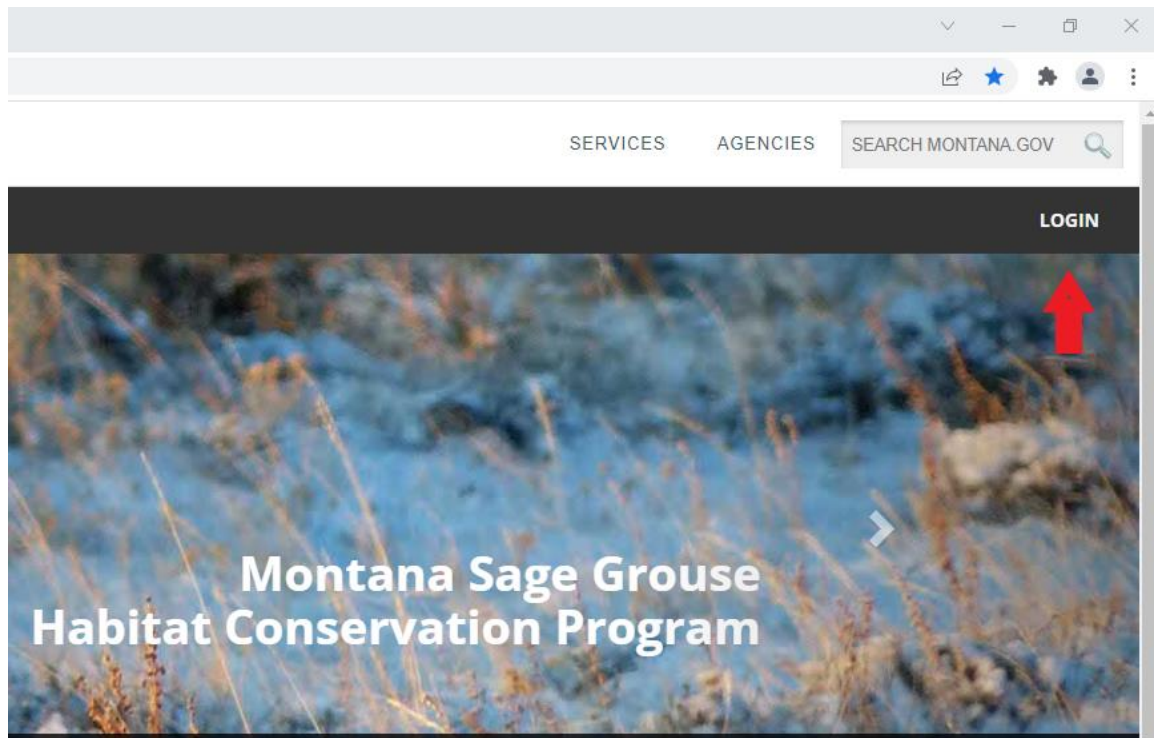 SERVICES AGENCIES SEARCH MONTANA.GOV
LOGIN
Montana Sage Grouse
Habitat Conservation Program